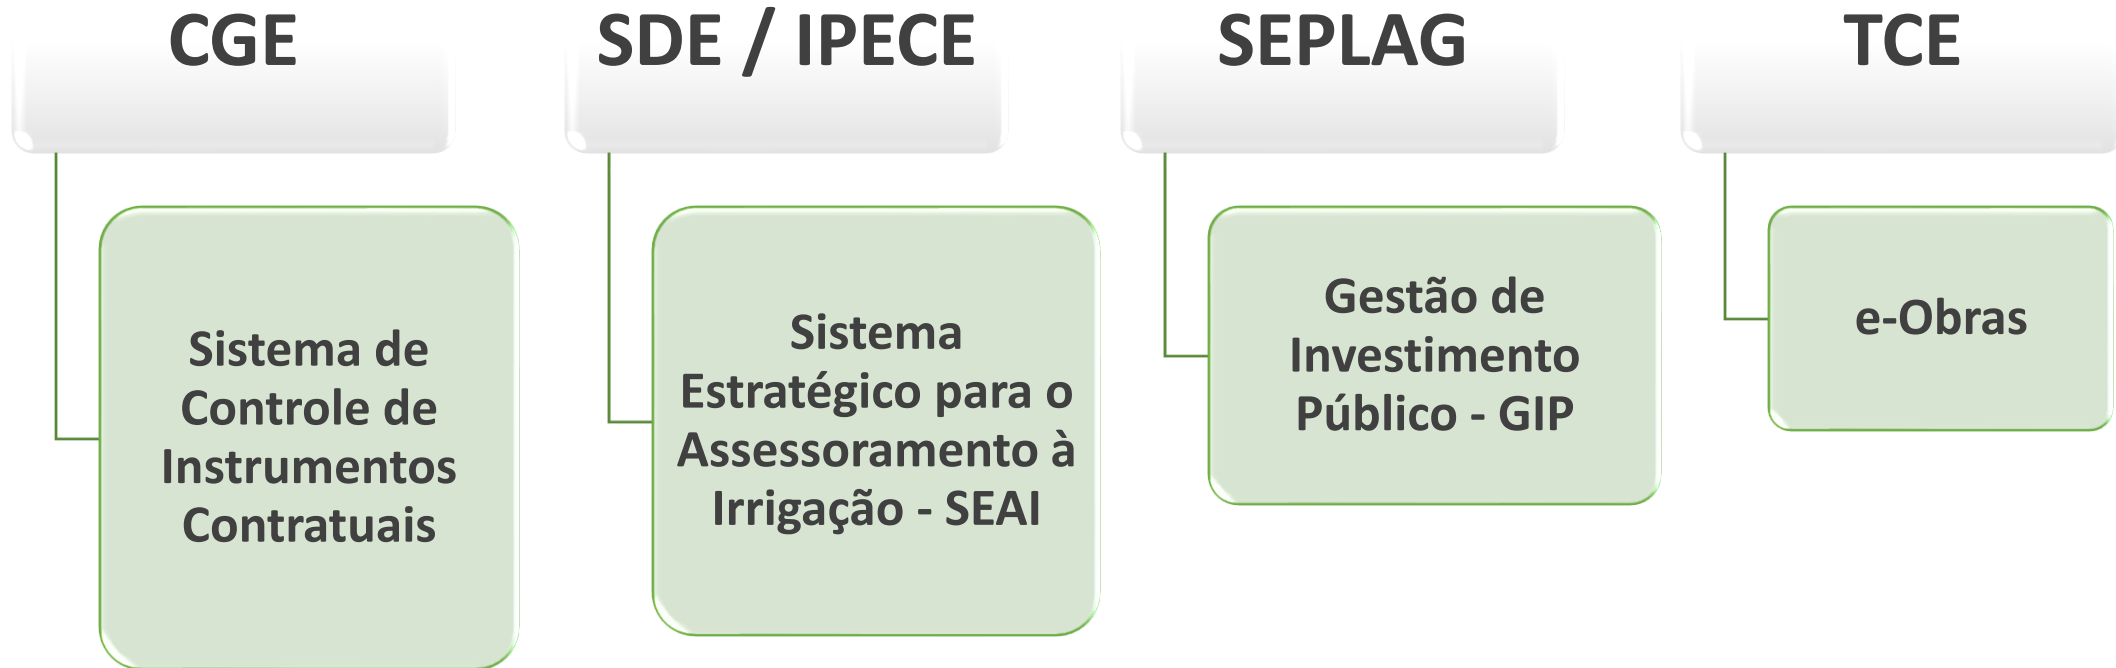 CGE
Sistema de
Controle de
Instrumentos
Contratuais
SDE / IPECE
Sistema
Estratégico para o
Assessoramento à
Irrigação - SEAI
SEPLAG
Gestão de
Investimento
Público - GIP
TCE
e-Obras